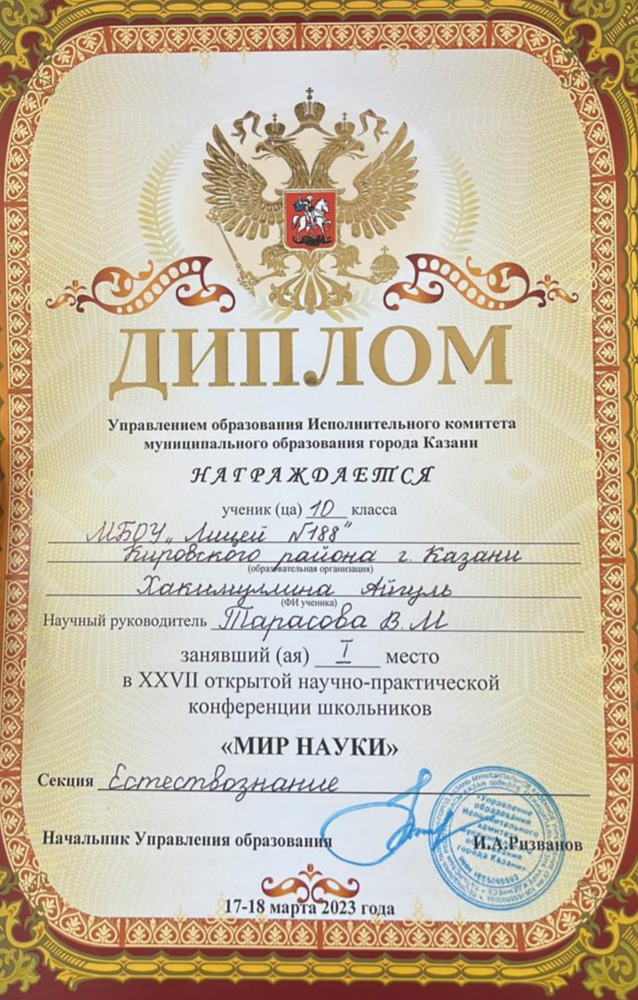 ДИПЛОМ
Управлением образования Исполнительного комитета
муниципального образования города Казани
НАГРАЖДАЕТСЯ
ученик (ца) 10 класса
МБОУ „Лицей №188"
Кировского района г. Казани
(образовательная организация)
Хакимуллина Айгуль
(ФИ ученика)
Научный руководитель Тарасова В.М
занявший (ая) I место
в XXVII открытой научно-практической
конференции школьников
«МИР НАУКИ»
Секция Естествознание
Начальник Управления образования И.А.Ризванов
«Управление
образования
Исполнительного
комитета
муниципального
образования
города Казани»
17-18 марта 2023 года